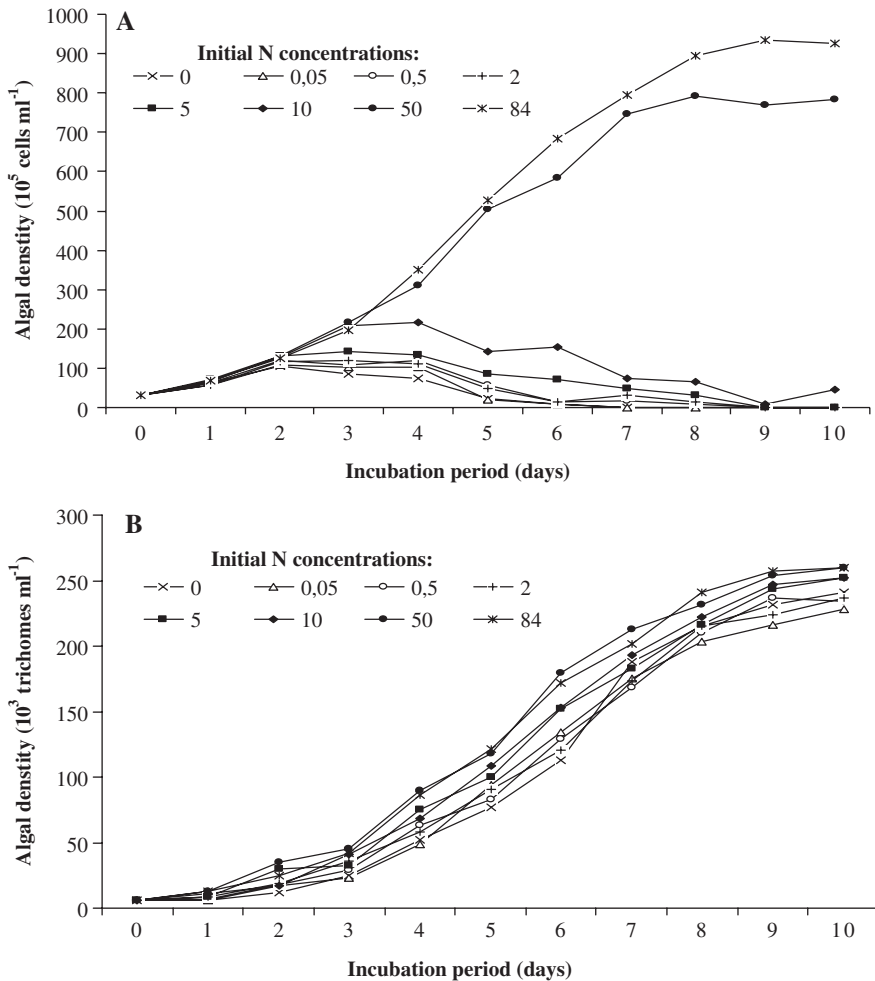 A
Initial N concentrations:
0 0,05 0,5 2
5 10 50 84
1000
900
800
700
600
500
400
300
200
100
0
Algal denstity (10⁵ cells ml⁻¹)
0 1 2 3 4 5 6 7 8 9 10
Incubation period (days)
B
Initial N concentrations:
0 0,05 0,5 2
5 10 50 84
300
250
200
150
100
50
0
Algal denstity (10³ trichomes ml⁻¹)
0 1 2 3 4 5 6 7 8 9 10
Incubation period (days)